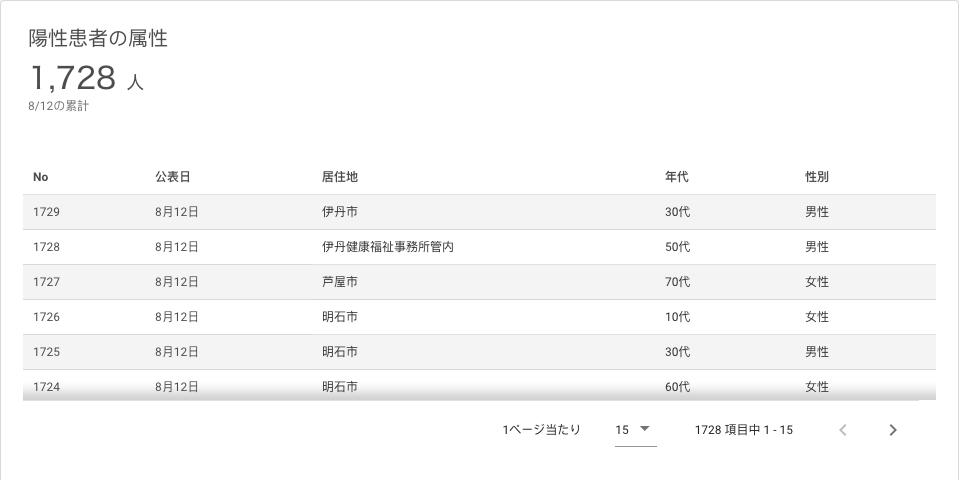 陽性患者の属性
1,728 人
8/12の累計
No 公表日 居住地 年代 性別
1729 8月12日 伊丹市 30代 男性
1728 8月12日 伊丹健康福祉事務所管内 50代 男性
1727 8月12日 芦屋市 70代 女性
1726 8月12日 明石市 10代 女性
1725 8月12日 明石市 30代 男性
1724 8月12日 明石市 60代 女性
1ページ当たり 15 1728 項目中 1 - 15